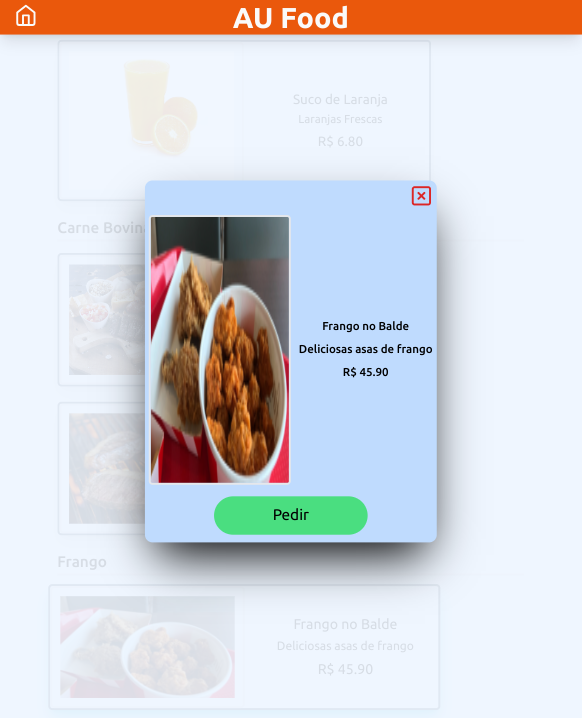 AU Food
Suco de Laranja
Laranjas Frescas
R$ 6.80
Carne Bovina
Frango no Balde
Deliciosas asas de frango
R$ 45.90
Pedir
Frango
Frango no Balde
Deliciosas asas de frango
R$ 45.90